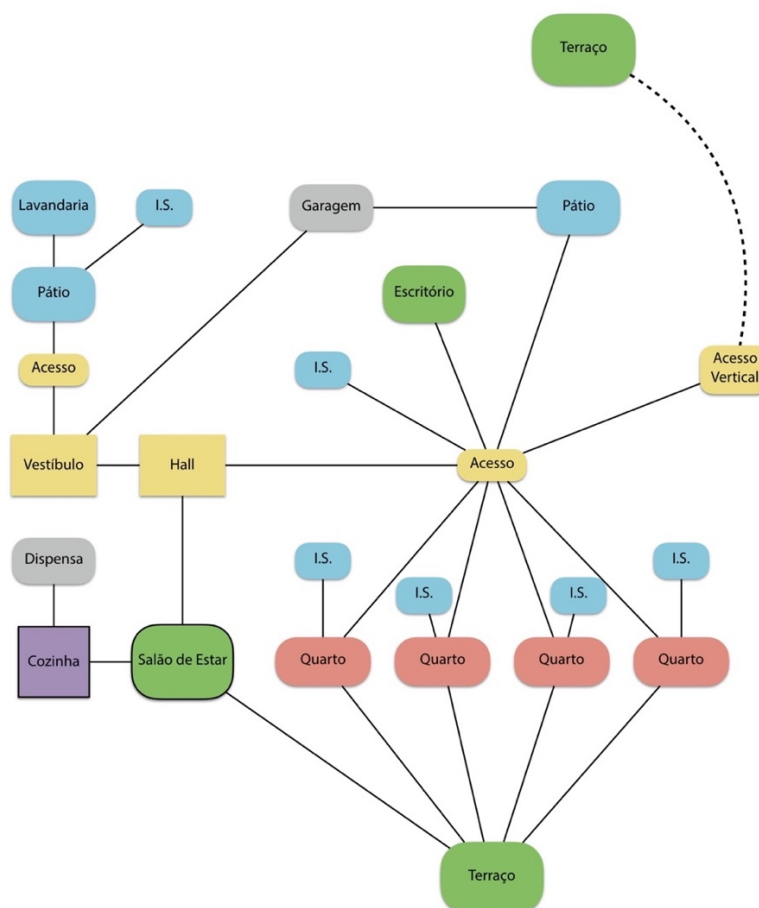 Terraço
Lavandaria
I.S.
Garagem
Pátio
Pátio
Escritório
Acesso
I.S.
Acesso
Vertical
Vestíbulo
Hall
Acesso
Dispensa
I.S.
I.S.
I.S.
I.S.
Cozinha
Salão de Estar
Quarto
Quarto
Quarto
Quarto
Terraço